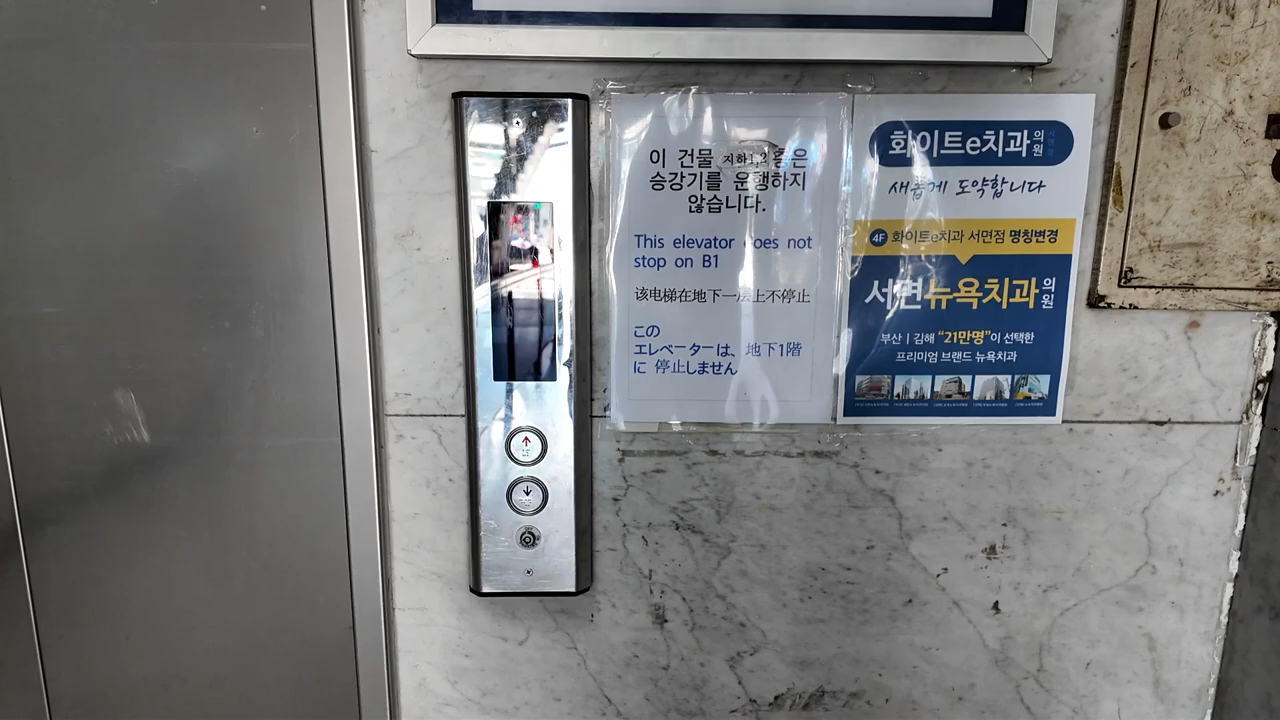 이 건물 지하1,2 층은
승강기를 운행하지
않습니다.
This elevator does not
stop on B1
该电梯在地下一层上不停止
この
エレベーターは、地下1階
に 停止しません
화이트e치과의원
새롭게 도약합니다
4F 화이트e치과 서면점 명칭변경
서면뉴욕치과의원
부산 | 김해 “21만명”이 선택한
프리미엄 브랜드 뉴욕치과